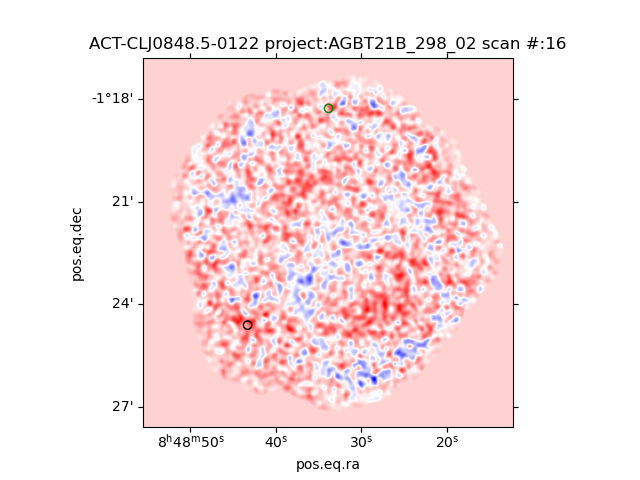 ACT-CLJ0848.5-0122 project:AGBT21B_298_02 scan #:16
-1°18'
21'
24'
27'
pos.eq.dec
8ʰ48ᵐ50ˢ 40ˢ 30ˢ 20ˢ
pos.eq.ra